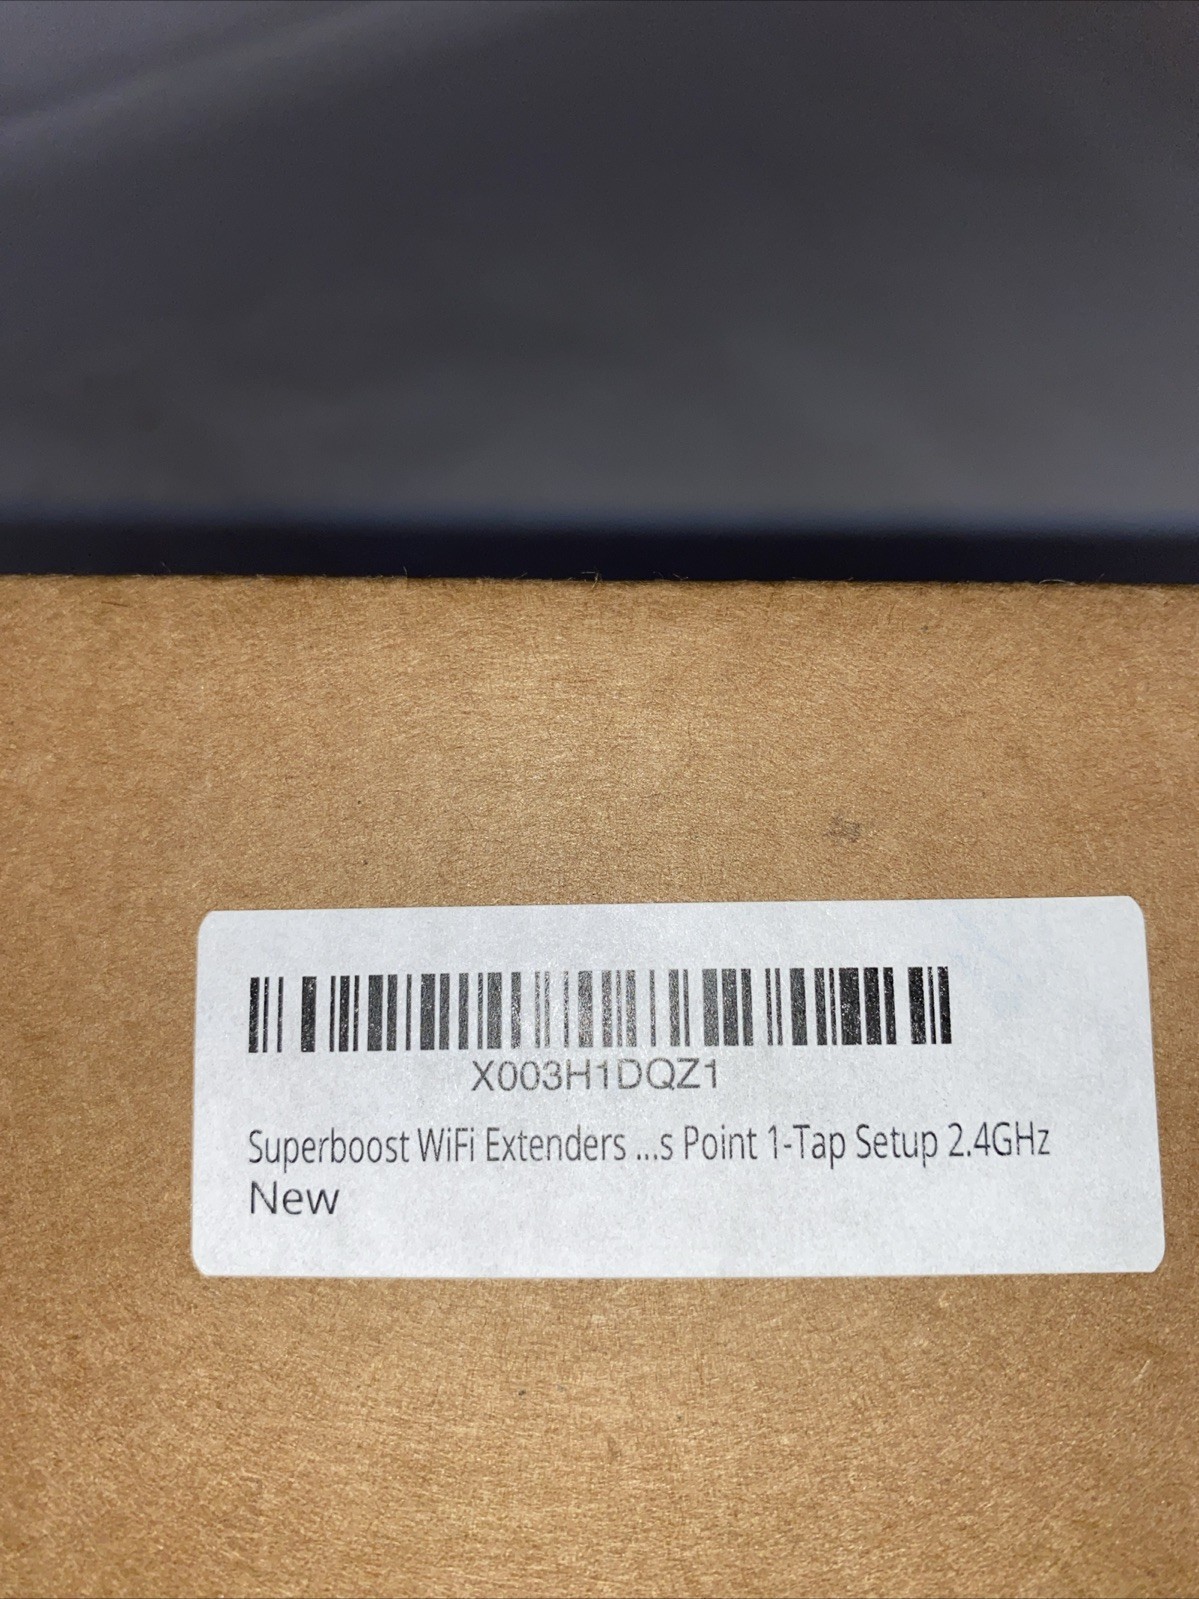 X003H1DQZ1
Superboost WiFi Extenders ...s Point 1-Tap Setup 2.4GHz
New